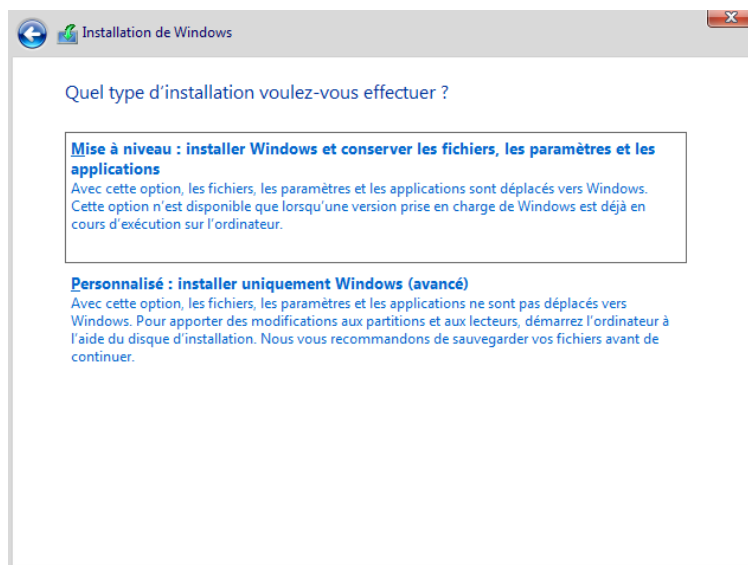 Installation de Windows
Quel type d'installation voulez-vous effectuer ?
Mise à niveau : installer Windows et conserver les fichiers, les paramètres et les
applications
Avec cette option, les fichiers, les paramètres et les applications sont déplacés vers Windows.
Cette option n'est disponible que lorsqu'une version prise en charge de Windows est déjà en
cours d'exécution sur l'ordinateur.
Personnalisé : installer uniquement Windows (avancé)
Avec cette option, les fichiers, les paramètres et les applications ne sont pas déplacés vers
Windows. Pour apporter des modifications aux partitions et aux lecteurs, démarrez l'ordinateur à
l'aide du disque d'installation. Nous vous recommandons de sauvegarder vos fichiers avant de
continuer.